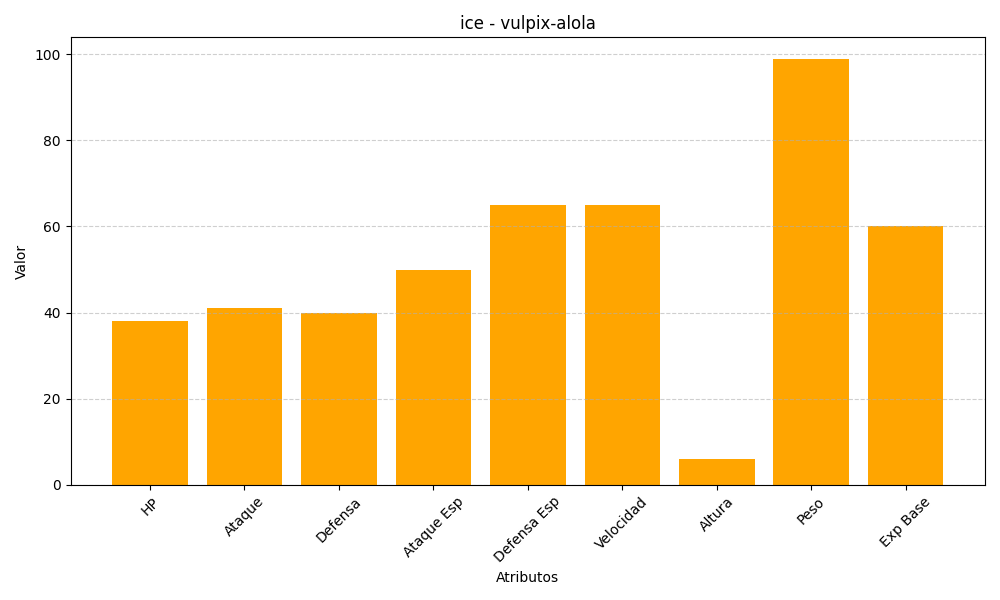 ice - vulpix-alola
Valor
100
80
60
40
20
0
HP
Ataque
Defensa
Ataque Esp
Defensa Esp
Velocidad
Altura
Peso
Exp Base
Atributos